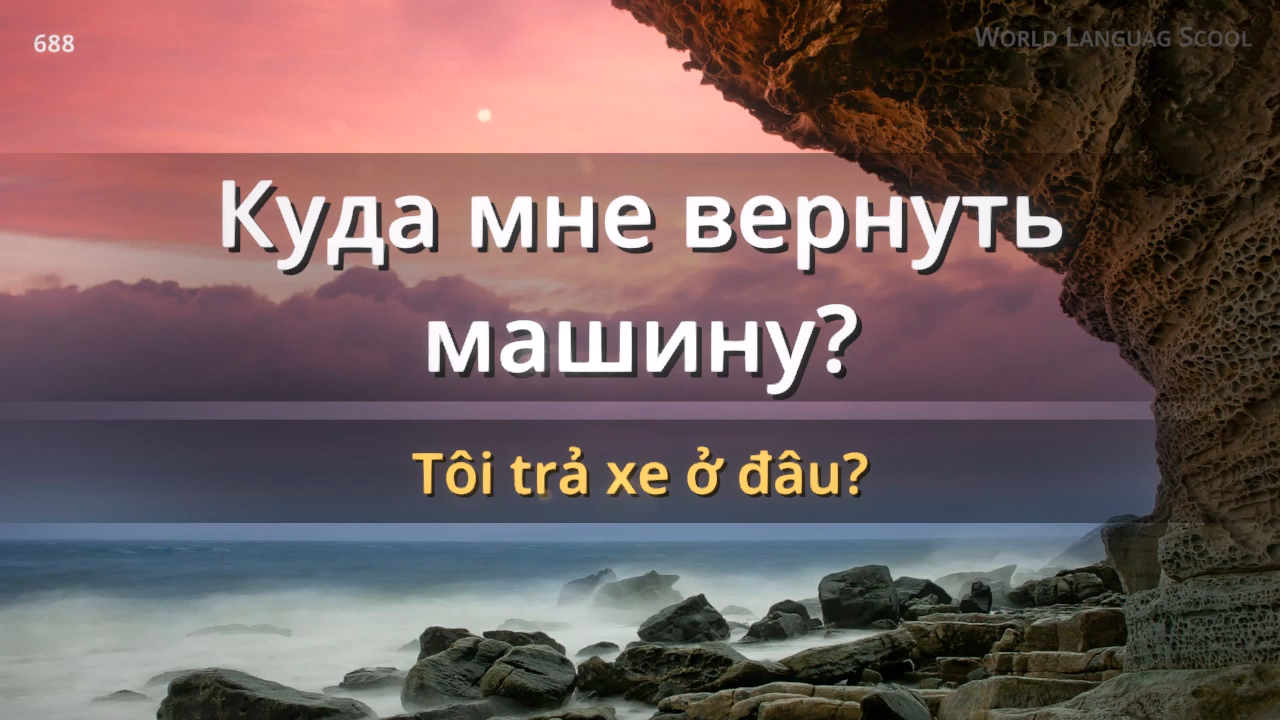 688
World Languag Scool
Куда мне вернуть
машину?
Tôi trả xe ở đâu?